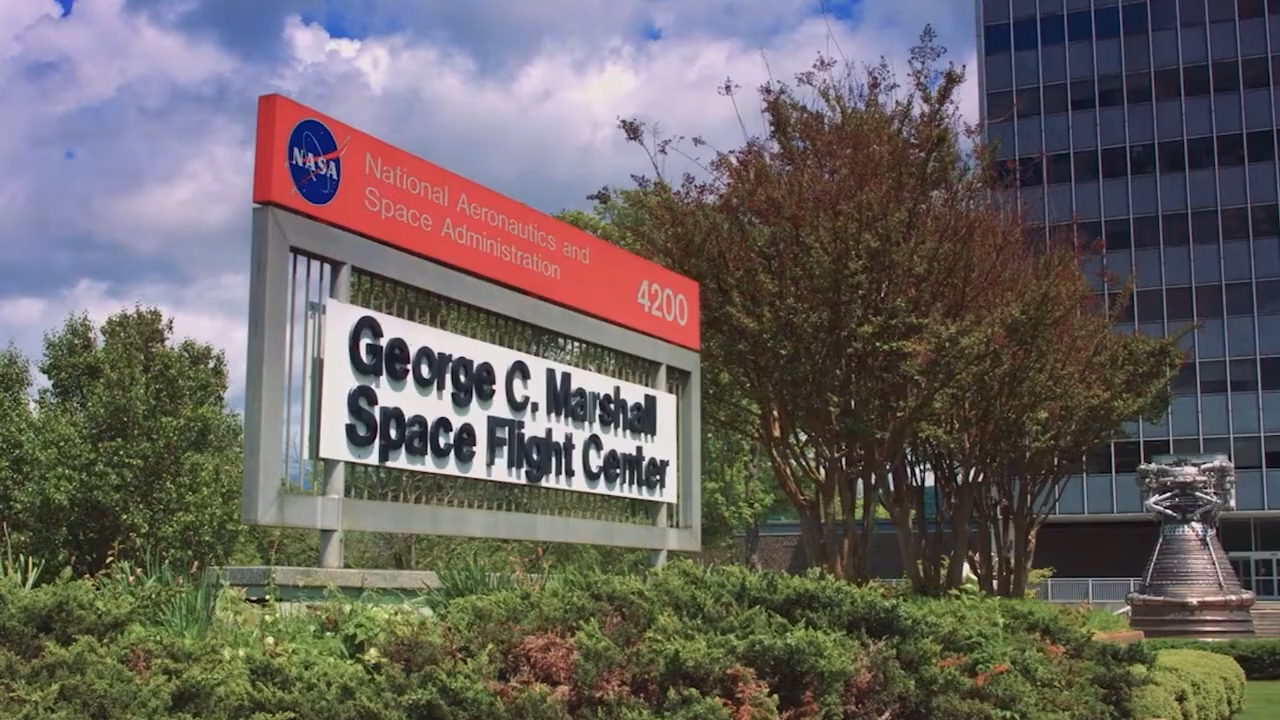 NASA
National Aeronautics and
Space Administration
4200
George C. Marshall
Space Flight Center